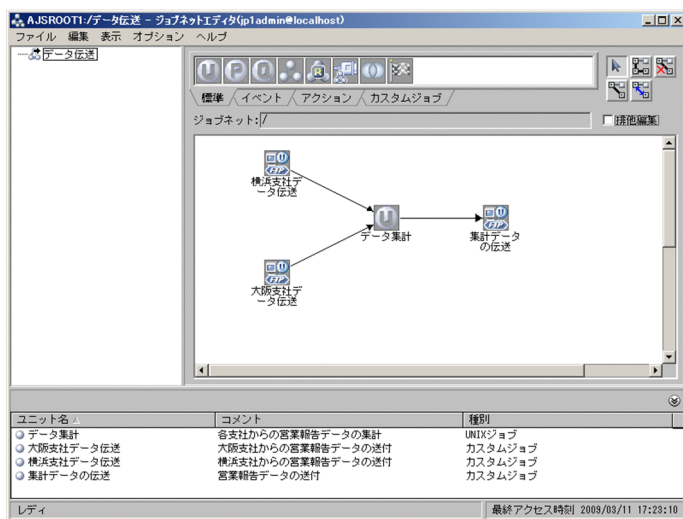 AJSROOT1:/データ伝送 - ジョブネットエディタ(jp1admin@localhost)
ファイル 編集 表示 オプション ヘルプ
データ伝送
U P Q
標準 イベント アクション カスタムジョブ
ジョブネット: /
排他編集
U
FTP
横浜支社デ
ータ伝送
U
データ集計
U
FTP
集計データ
の伝送
U
FTP
大阪支社デ
ータ伝送
ユニット名 コメント 種別
データ集計 各支社からの営業報告データの集計 UNIXジョブ
大阪支社データ伝送 大阪支社からの営業報告データの送付 カスタムジョブ
横浜支社データ伝送 横浜支社からの営業報告データの送付 カスタムジョブ
集計データの伝送 営業報告データの送付 カスタムジョブ
レディ 最終アクセス時刻 2009/03/11 17:23:10